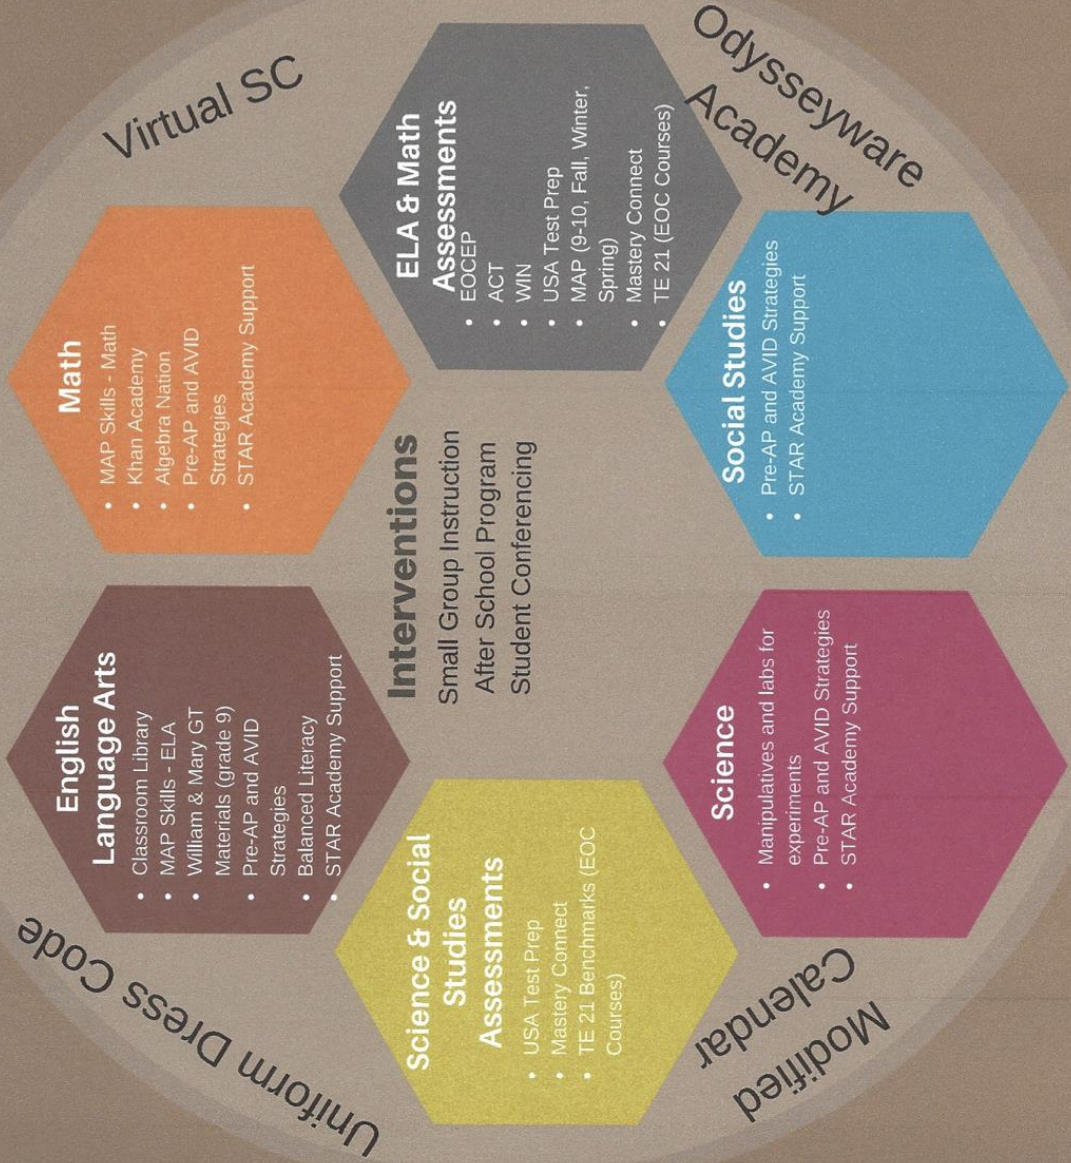 Uniform Dress Code
Virtual SC
English
Language Arts
• Classroom Library
• MAP Skills - ELA
• William & Mary GT
Materials (grade 9)
• Pre-AP and AVID
Strategies
• Balanced Literacy
• STAR Academy Support
Math
• MAP Skills - Math
• Khan Academy
• Algebra Nation
• Pre-AP and AVID
Strategies
• STAR Academy Support
Science & Social
Studies
Assessments
• USA Test Prep
• Mastery Connect
• TE 21 Benchmarks (EOC
Courses)
Interventions
Small Group Instruction
After School Program
Student Conferencing
ELA & Math
Assessments
• EOCEP
• ACT
• WIN
• USA Test Prep
• MAP (9-10, Fall, Winter,
Spring)
• Mastery Connect
• TE 21 (EOC Courses)
Science
• Manipulatives and labs for
experiments
• Pre-AP and AVID Strategies
• STAR Academy Support
Social Studies
• Pre-AP and AVID Strategies
• STAR Academy Support
Modified
Calendar
Odysseyware
Academy